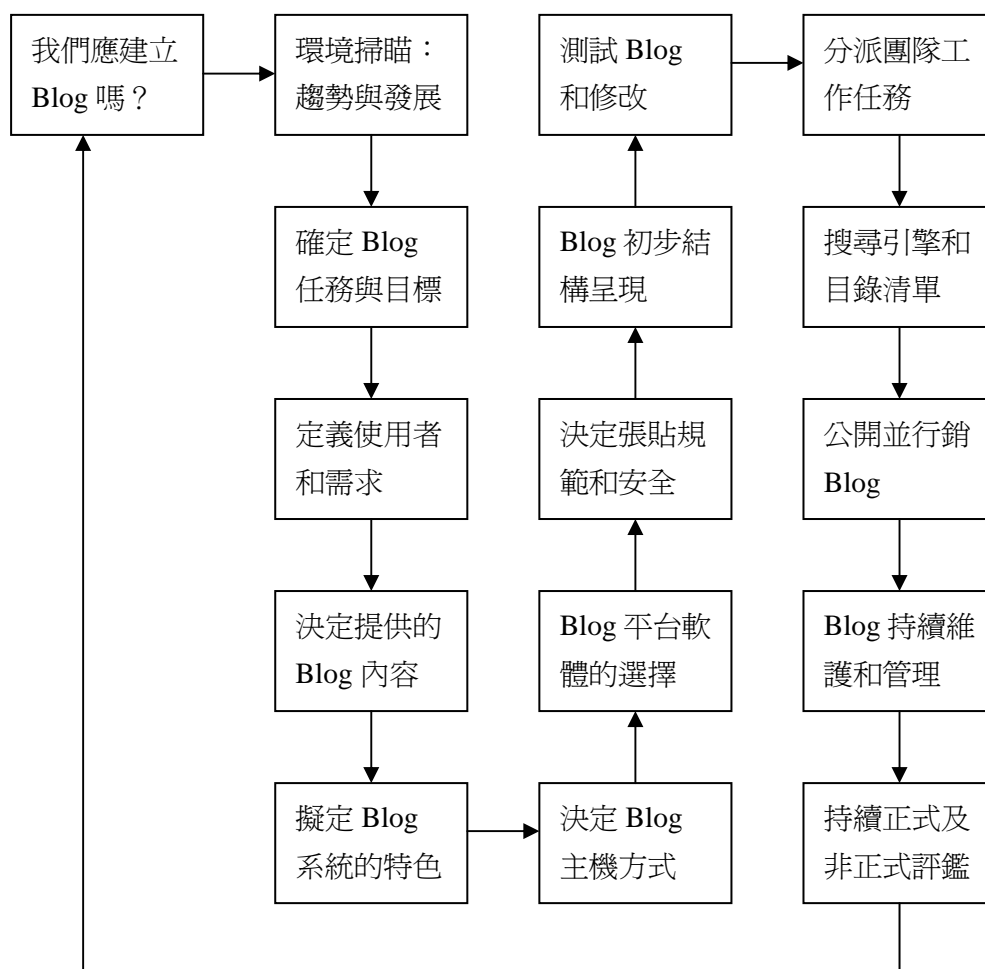 我們應建立
Blog 嗎？
環境掃瞄：
趨勢與發展
確定 Blog
任務與目標
定義使用者
和需求
決定提供的
Blog 內容
擬定 Blog
系統的特色
決定 Blog
主機方式
Blog 平台軟
體的選擇
決定張貼規
範和安全
Blog 初步結
構呈現
測試 Blog
和修改
分派團隊工
作任務
搜尋引擎和
目錄清單
公開並行銷
Blog
Blog 持續維
護和管理
持續正式及
非正式評鑑